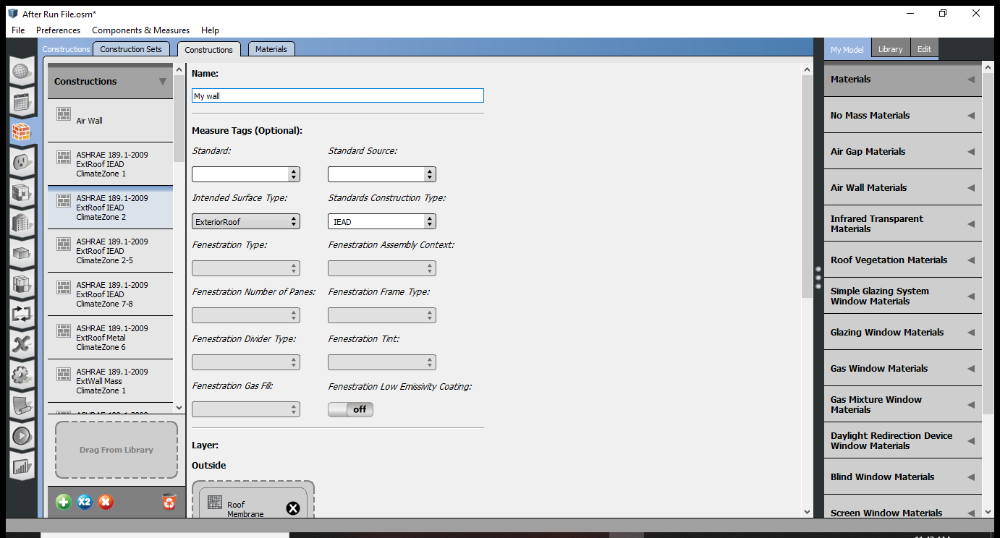 After Run File.osm*
File Preferences Components & Measures Help
Constructions Construction Sets Constructions Materials
My Model Library Edit
Constructions
Air Wall
ASHRAE 189.1-2009
ExtRoof IEAD
ClimateZone 1
ASHRAE 189.1-2009
ExtRoof IEAD
ClimateZone 2
ASHRAE 189.1-2009
ExtRoof IEAD
ClimateZone 2-5
ASHRAE 189.1-2009
ExtRoof IEAD
ClimateZone 7-8
ASHRAE 189.1-2009
ExtRoof Metal
ClimateZone 6
ASHRAE 189.1-2009
ExtWall Mass
ClimateZone 1
Drag From Library
X2
Name:
My wall
Measure Tags (Optional):
Standard: Standard Source:
Intended Surface Type: Standards Construction Type:
ExteriorRoof IEAD
Fenestration Type: Fenestration Assembly Context:
Fenestration Number of Panes: Fenestration Frame Type:
Fenestration Divider Type: Fenestration Tint:
Fenestration Gas Fill: Fenestration Low Emissivity Coating:
off
Layer:
Outside
Roof
Membrane
Materials
No Mass Materials
Air Gap Materials
Air Wall Materials
Infrared Transparent
Materials
Roof Vegetation Materials
Simple Glazing System
Window Materials
Glazing Window Materials
Gas Window Materials
Gas Mixture Window
Materials
Daylight Redirection Device
Window Materials
Blind Window Materials
Screen Window Materials